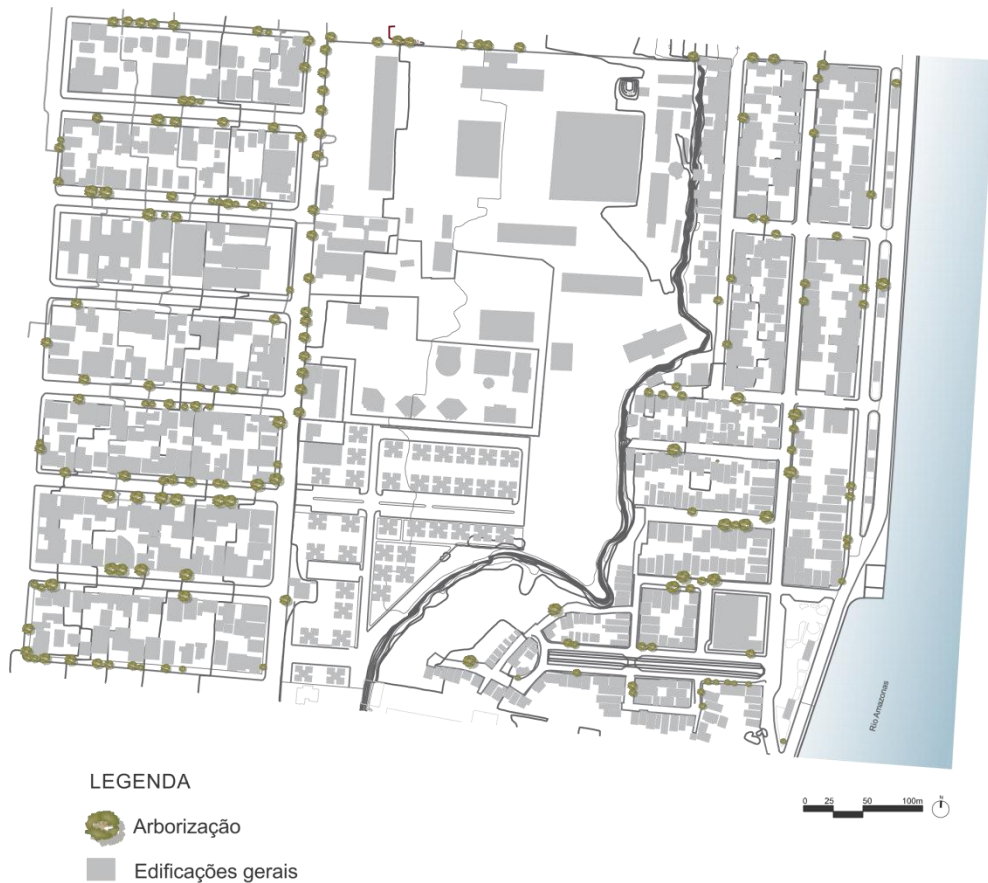 Rio Amazonas
LEGENDA
Arborização
Edificações gerais
0 25 50 100m
N